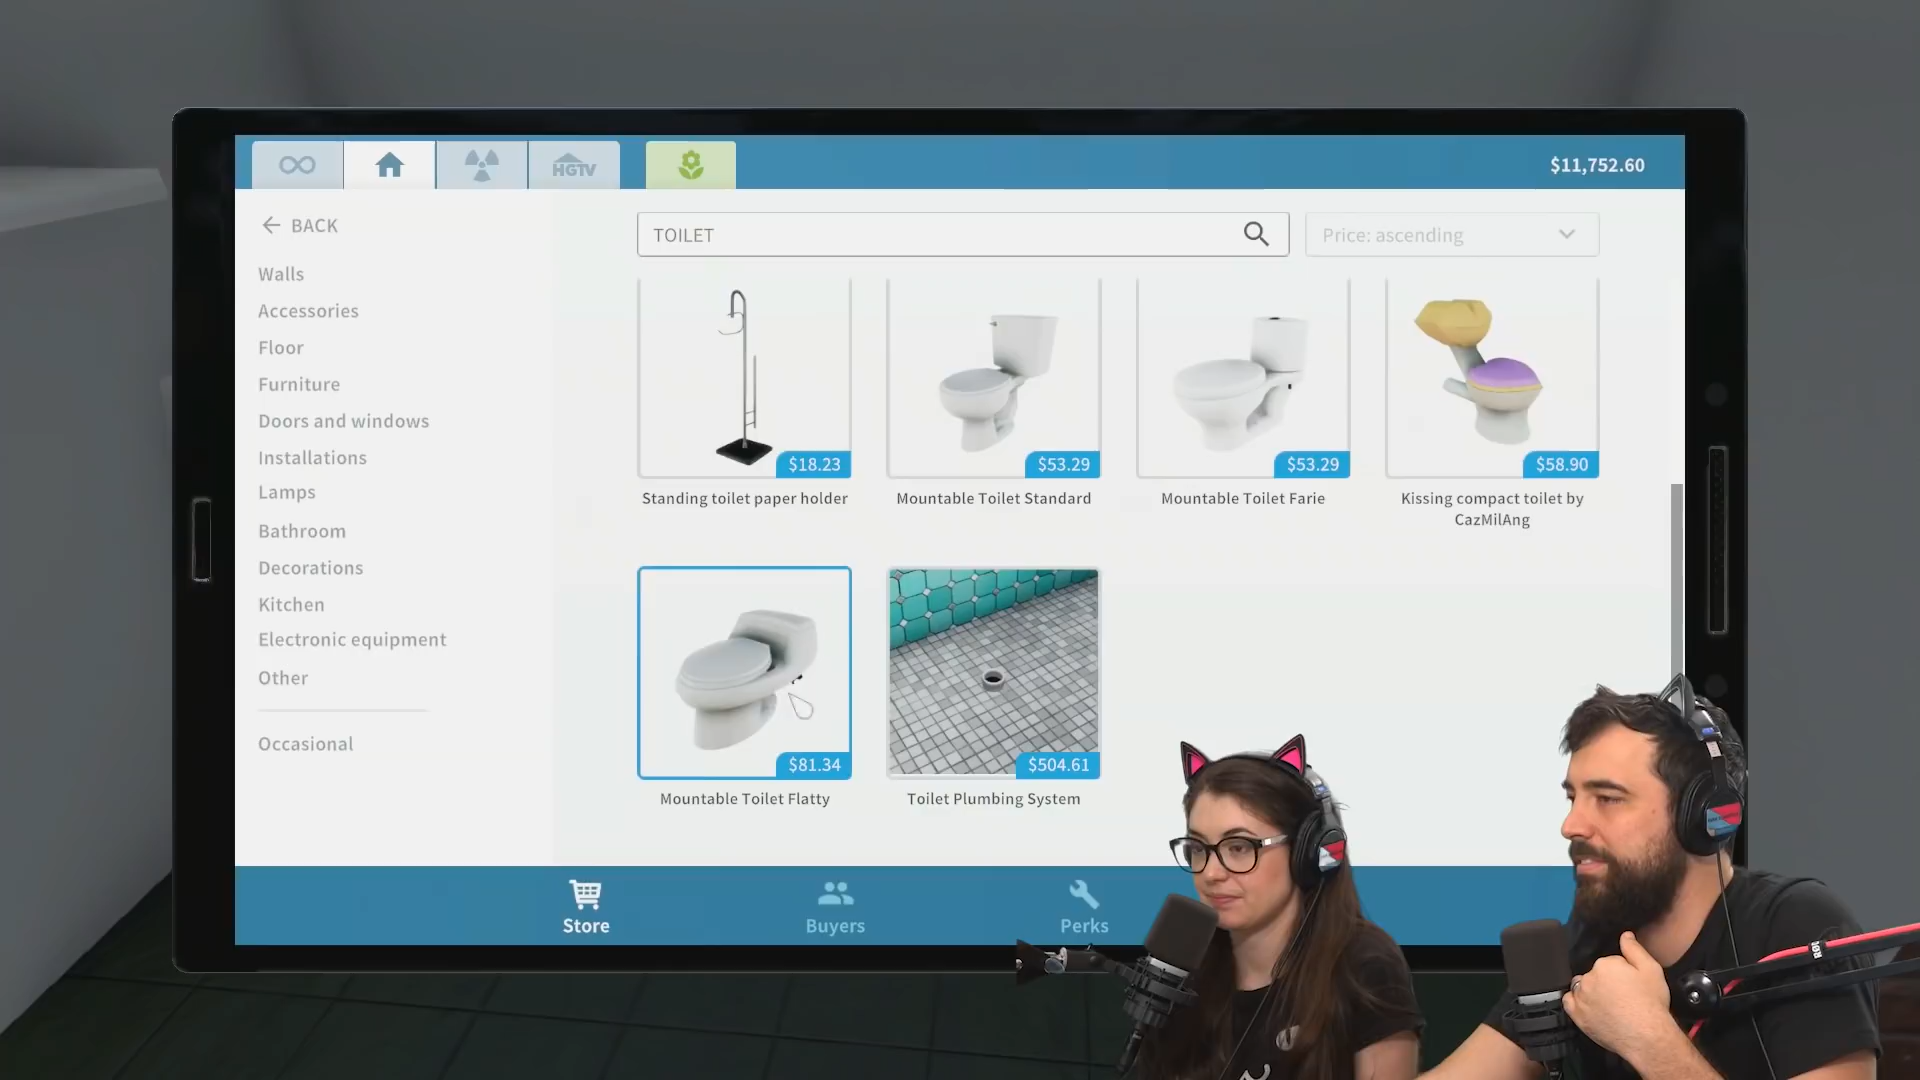 HGTV
$11,752.60
BACK
TOILET
Price: ascending
Walls
Accessories
Floor
Furniture
Doors and windows
Installations
Lamps
Bathroom
Decorations
Kitchen
Electronic equipment
Other
Occasional
$18.23
$53.29
$53.29
$58.90
Standing toilet paper holder
Mountable Toilet Standard
Mountable Toilet Farie
Kissing compact toilet by
CazMilAng
$81.34
$504.61
Mountable Toilet Flatty
Toilet Plumbing System
Store
Buyers
Perks
RØDE